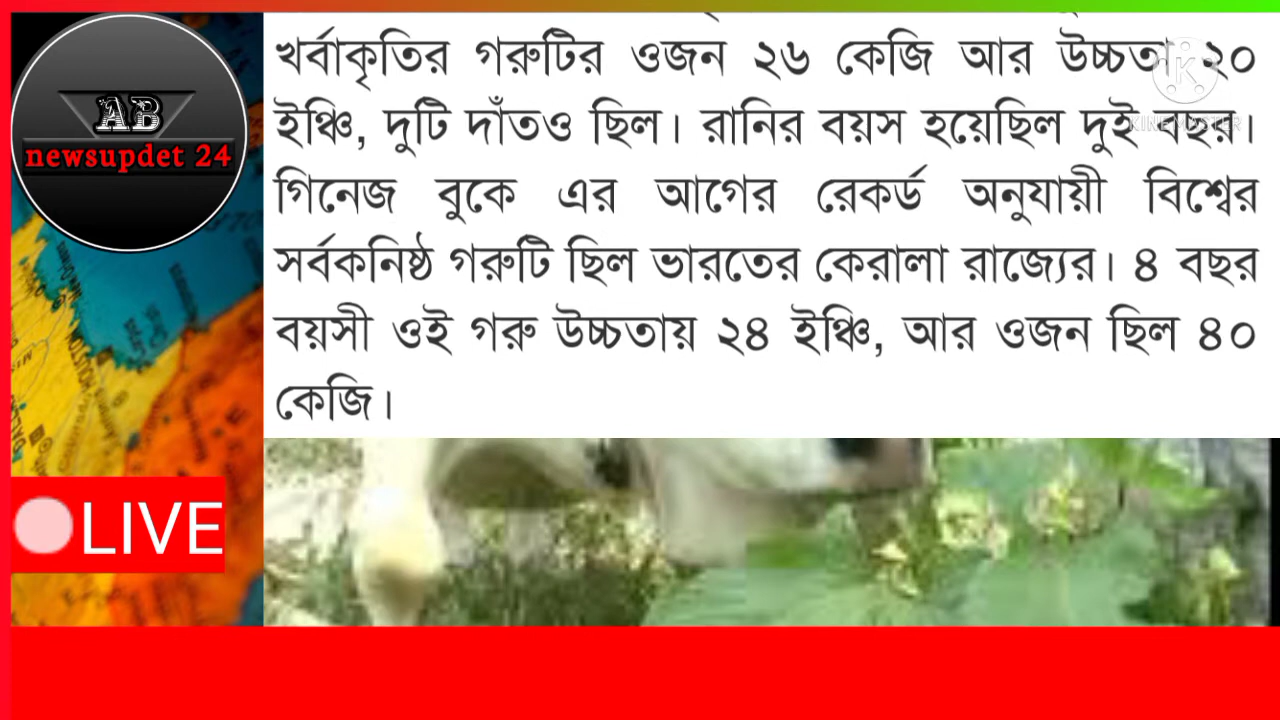 খর্বাকৃতির গরুটির ওজন ২৬ কেজি আর উচ্চতা ২০
ইঞ্চি, দুটি দাঁতও ছিল। রানির বয়স হয়েছিল দুই বছর।
গিনেজ বুকে এর আগের রেকর্ড অনুযায়ী বিশ্বের
সর্বকনিষ্ঠ গরুটি ছিল ভারতের কেরালা রাজ্যের। ৪ বছর
বয়সী ওই গরু উচ্চতায় ২৪ ইঞ্চি, আর ওজন ছিল ৪০
কেজি।
AB
newsupdet 24
KINEMASTER
LIVE